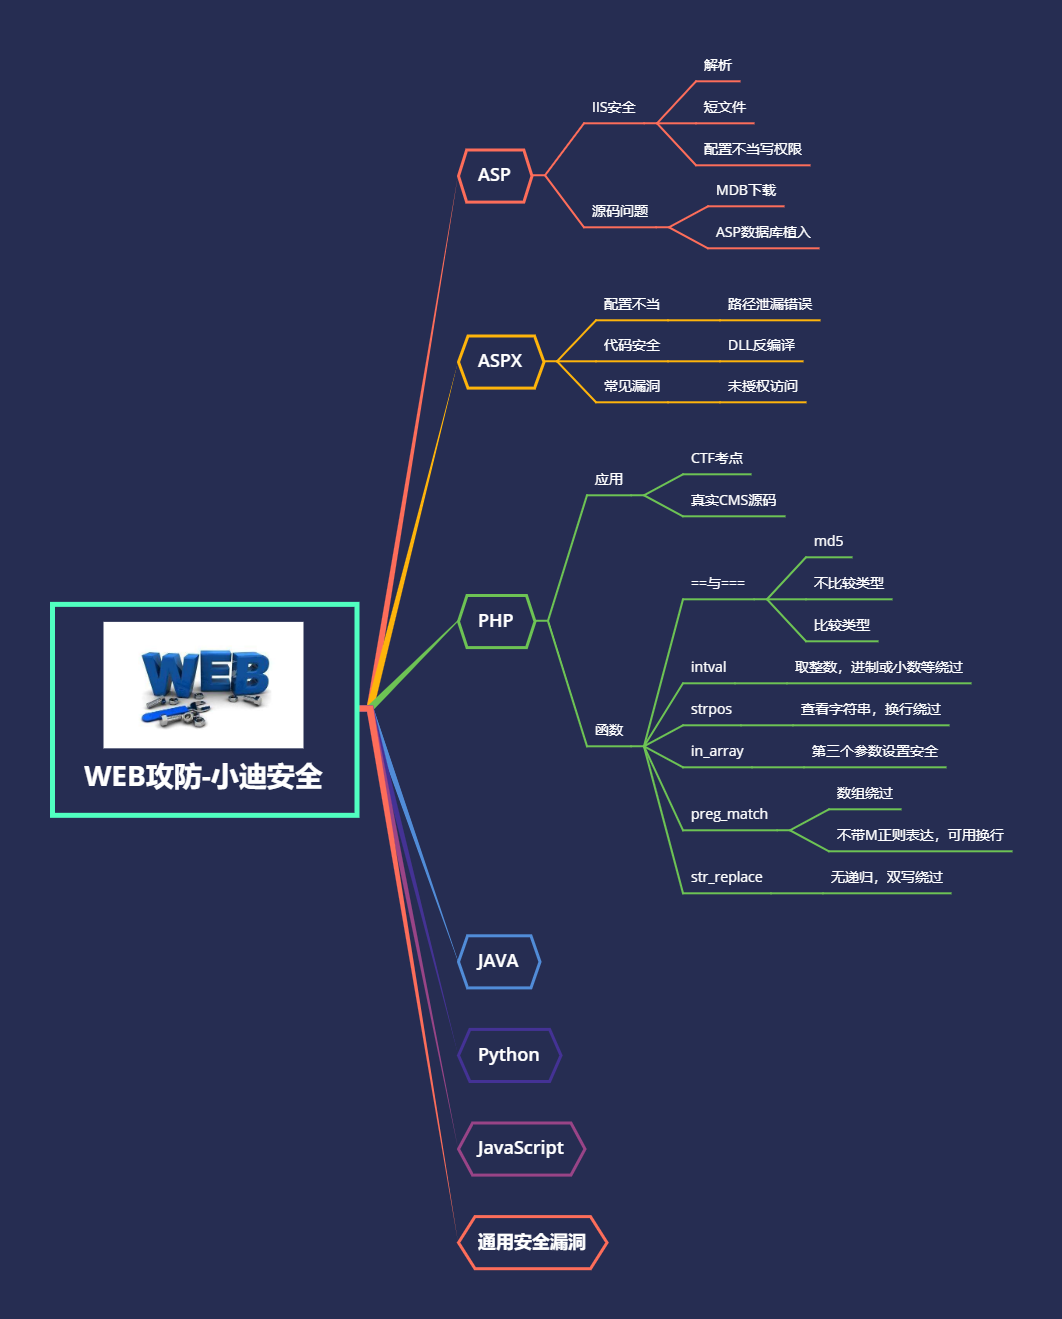 WEB
WEB攻防-小迪安全
ASP
IIS安全
解析
短文件
配置不当写权限
源码问题
MDB下载
ASP数据库植入
ASPX
配置不当
路径泄漏错误
代码安全
DLL反编译
常见漏洞
未授权访问
PHP
应用
CTF考点
真实CMS源码
函数
==与===
md5
不比较类型
比较类型
intval
取整数，进制或小数等绕过
strpos
查看字符串，换行绕过
in_array
第三个参数设置安全
preg_match
数组绕过
不带M正则表达，可用换行
str_replace
无递归，双写绕过
JAVA
Python
JavaScript
通用安全漏洞